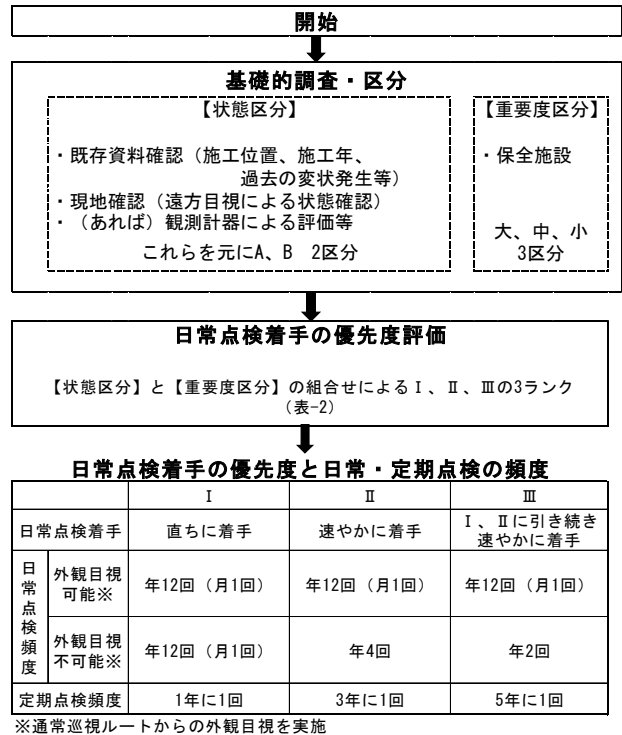 開始
基礎的調査・区分
【状態区分】
・既存資料確認（施工位置、施工年、
過去の変状発生等）
・現地確認（遠方目視による状態確認）
・（あれば）観測計器による評価等
これらを元にA、B　2区分
【重要度区分】
・保全施設
大、中、小
3区分
日常点検着手の優先度評価
【状態区分】と【重要度区分】の組合せによるⅠ、Ⅱ、Ⅲの3ランク
（表-2）
日常点検着手の優先度と日常・定期点検の頻度
Ⅰ　Ⅱ　Ⅲ
日常点検着手　直ちに着手　速やかに着手　Ⅰ、Ⅱに引き続き
速やかに着手
日常点検頻度
外観目視
可能※　年12回（月1回）　年12回（月1回）　年12回（月1回）
外観目視
不可能※　年12回（月1回）　年4回　年2回
定期点検頻度　1年に1回　3年に1回　5年に1回
※通常巡視ルートからの外観目視を実施